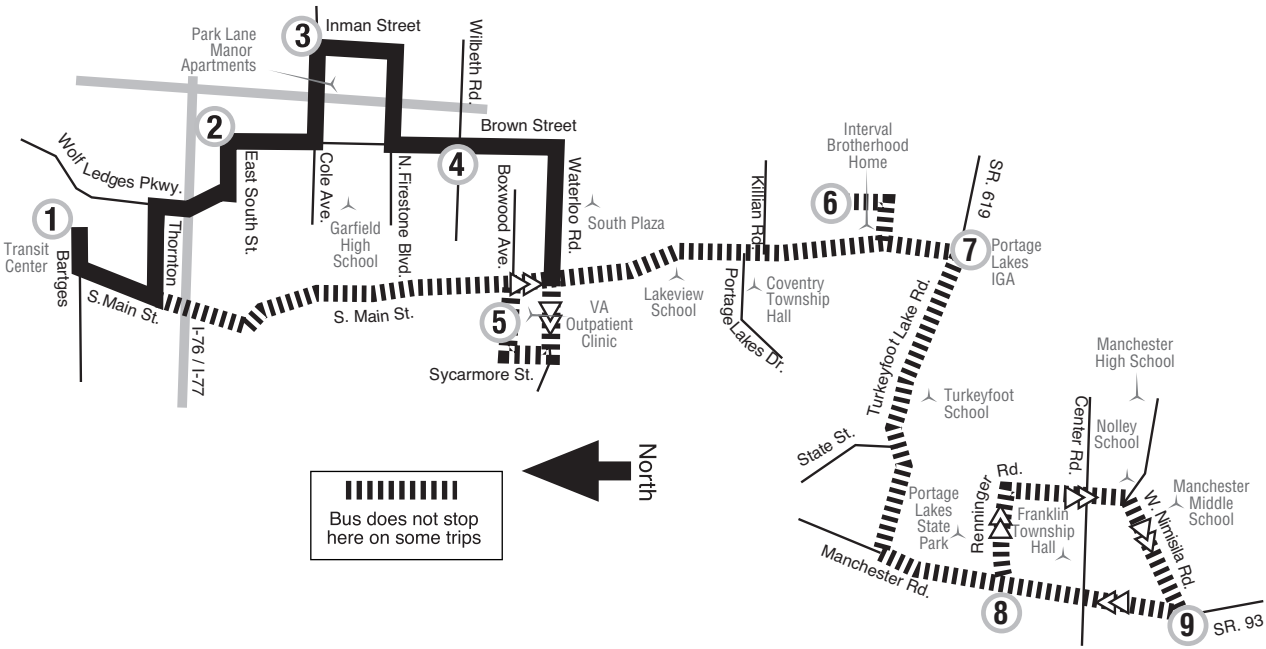 3
Inman Street
Park Lane
Manor
Apartments
Wilbeth Rd.
2
Brown Street
4
Wolf Ledges Pkwy.
East South St.
Cole Ave.
N. Firestone Blvd.
Boxwood Ave.
Waterloo Rd.
South Plaza
Garfield
High
School
1
Transit
Center
Bartges
Thornton
S. Main St.
I-76 / I-77
S. Main St.
5
VA
Outpatient
Clinic
Sycarmore St.
Lakeview
School
Killian Rd.
Portage
Lakes Dr.
Coventry
Township
Hall
Interval
Brotherhood
Home
6
SR. 619
7
Portage
Lakes
IGA
Turkeyfoot Lake Rd.
Turkeyfoot
School
State St.
Manchester
High School
Center Rd.
Nolley
School
Manchester
Middle
School
W. Nimisila Rd.
Renninger
Rd.
Portage
Lakes
State
Park
Franklin
Township
Hall
Manchester Rd.
8
9
SR. 93
North
Bus does not stop
here on some trips